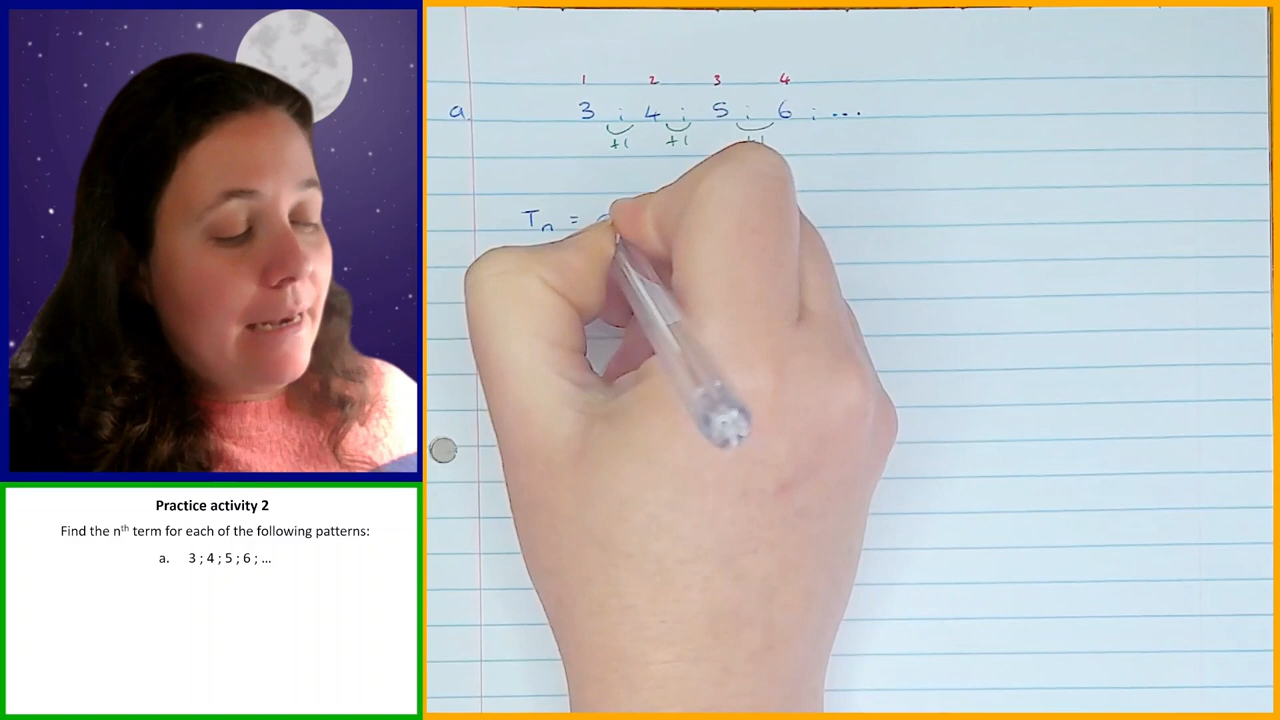 1 2 3 4
a. 3 ; 4 ; 5 ; 6 ; ...
+1 +1 +1
Tn =
Practice activity 2
Find the nth term for each of the following patterns:
a. 3 ; 4 ; 5 ; 6 ; ...